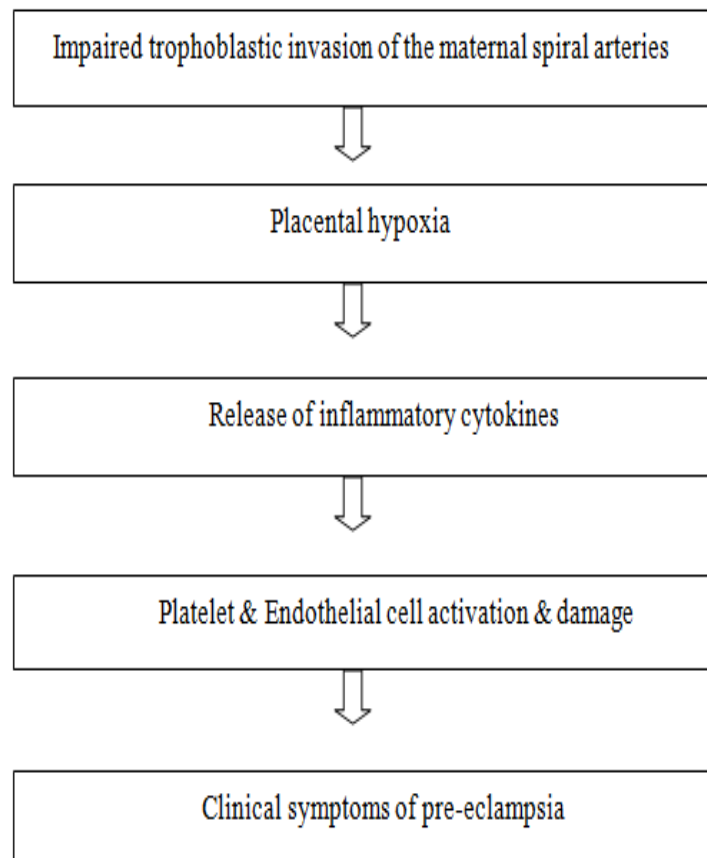 Impaired trophoblastic invasion of the maternal spiral arteries
Placental hypoxia
Release of inflammatory cytokines
Platelet & Endothelial cell activation & damage
Clinical symptoms of pre-eclampsia